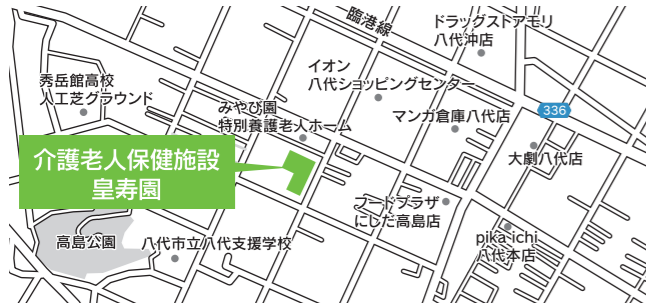 臨港線
ドラッグストアモリ
八代沖店
イオン
八代ショッピングセンター
秀岳館高校
人工芝グラウンド
みやび園
特別養護老人ホーム
マンガ倉庫八代店
336
大劇八代店
介護老人保健施設
皇寿園
フードプラザ
にした高島店
高島公園
八代市立八代支援学校
pika ichi
八代本店